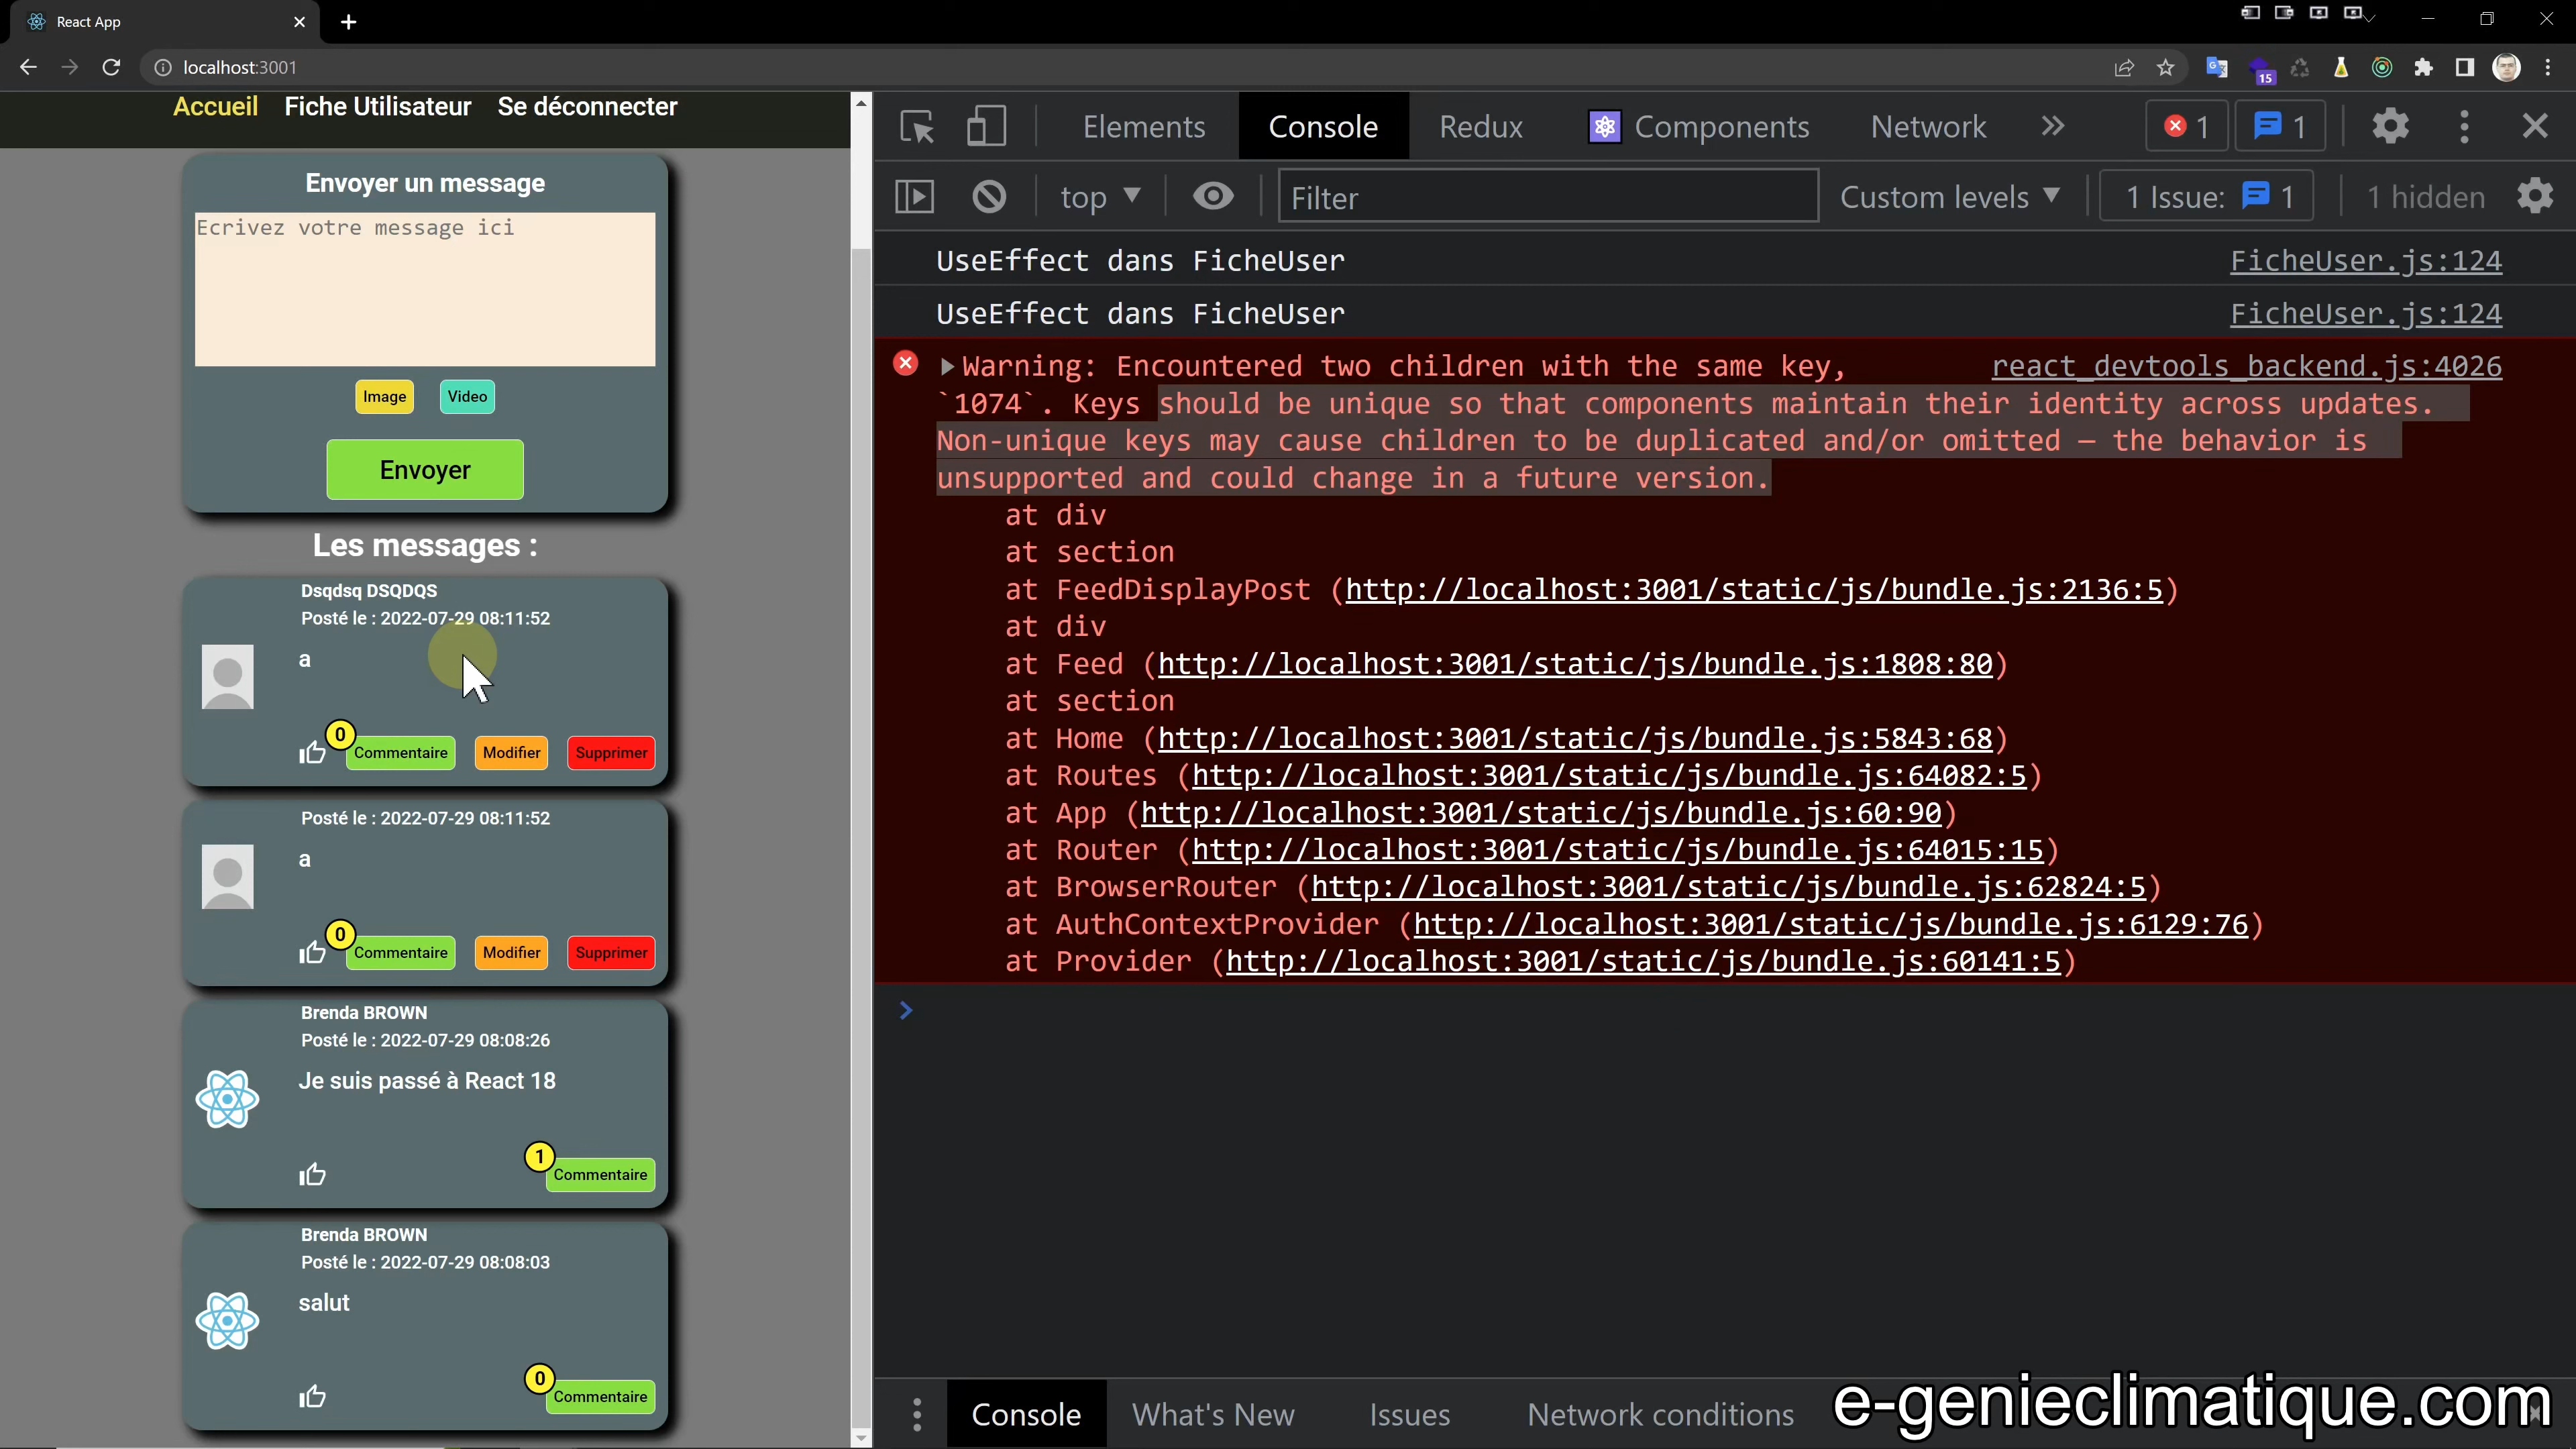 React App
localhost:3001
15
Accueil Fiche Utilisateur Se déconnecter
Envoyer un message
Ecrivez votre message ici
Image Video
Envoyer
Les messages :
Dsqdsq DSQDQS
Posté le : 2022-07-29 08:11:52
a
0
Commentaire Modifier Supprimer
Posté le : 2022-07-29 08:11:52
a
0
Commentaire Modifier Supprimer
Brenda BROWN
Posté le : 2022-07-29 08:08:26
Je suis passé à React 18
1
Commentaire
Brenda BROWN
Posté le : 2022-07-29 08:08:03
salut
0
Commentaire
Elements Console Redux Components Network 1 1
top Filter Custom levels 1 Issue: 1 1 hidden
UseEffect dans FicheUser FicheUser.js:124
UseEffect dans FicheUser FicheUser.js:124
Warning: Encountered two children with the same key, react_devtools_backend.js:4026
`1074`. Keys should be unique so that components maintain their identity across updates.
Non-unique keys may cause children to be duplicated and/or omitted — the behavior is
unsupported and could change in a future version.
at div
at section
at FeedDisplayPost (http://localhost:3001/static/js/bundle.js:2136:5)
at div
at Feed (http://localhost:3001/static/js/bundle.js:1808:80)
at section
at Home (http://localhost:3001/static/js/bundle.js:5843:68)
at Routes (http://localhost:3001/static/js/bundle.js:64082:5)
at App (http://localhost:3001/static/js/bundle.js:60:90)
at Router (http://localhost:3001/static/js/bundle.js:64015:15)
at BrowserRouter (http://localhost:3001/static/js/bundle.js:62824:5)
at AuthContextProvider (http://localhost:3001/static/js/bundle.js:6129:76)
at Provider (http://localhost:3001/static/js/bundle.js:60141:5)
Console What's New Issues Network conditions
e-genieclimatique.com